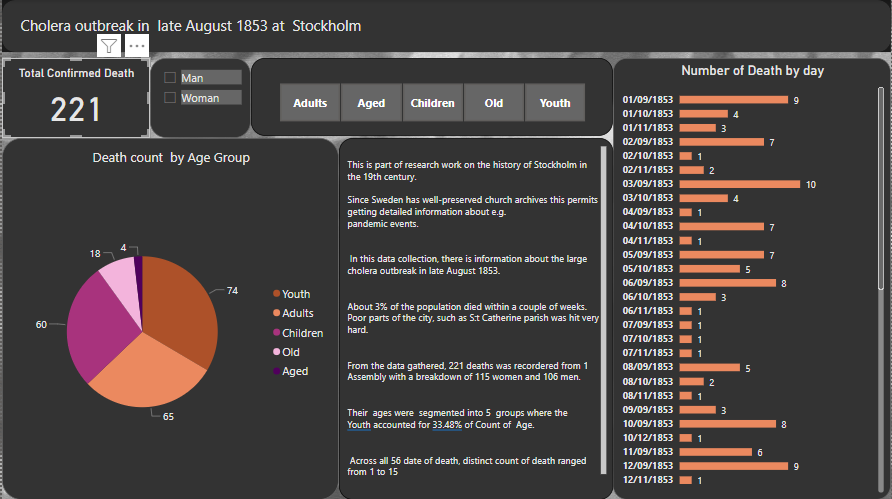 Cholera outbreak in late August 1853 at Stockholm
Total Confirmed Death
221
Man
Woman
Adults
Aged
Children
Old
Youth
Death count by Age Group
74
65
60
18
4
Youth
Adults
Children
Old
Aged
This is part of research work on the history of Stockholm in
the 19th century.
Since Sweden has well-preserved church archives this permits
getting detailed information about e.g.
pandemic events.
In this data collection, there is information about the large
cholera outbreak in late August 1853.
About 3% of the population died within a couple of weeks.
Poor parts of the city, such as S:t Catherine parish was hit very
hard.
From the data gathered, 221 deaths was recordered from 1
Assembly with a breakdown of 115 women and 106 men.
Their ages were segmented into 5 groups where the
Youth accounted for 33.48% of Count of Age.
Across all 56 date of death, distinct count of death ranged
from 1 to 15
Number of Death by day
01/09/1853 9
01/10/1853 4
01/11/1853 3
02/09/1853 7
02/10/1853 1
02/11/1853 2
03/09/1853 10
03/10/1853 4
04/09/1853 1
04/10/1853 7
04/11/1853 1
05/09/1853 7
05/10/1853 5
06/09/1853 8
06/10/1853 3
06/11/1853 1
07/09/1853 1
07/10/1853 1
07/11/1853 1
08/09/1853 5
08/10/1853 2
08/11/1853 1
09/09/1853 3
10/09/1853 8
10/12/1853 1
11/09/1853 6
12/09/1853 9
12/11/1853 1